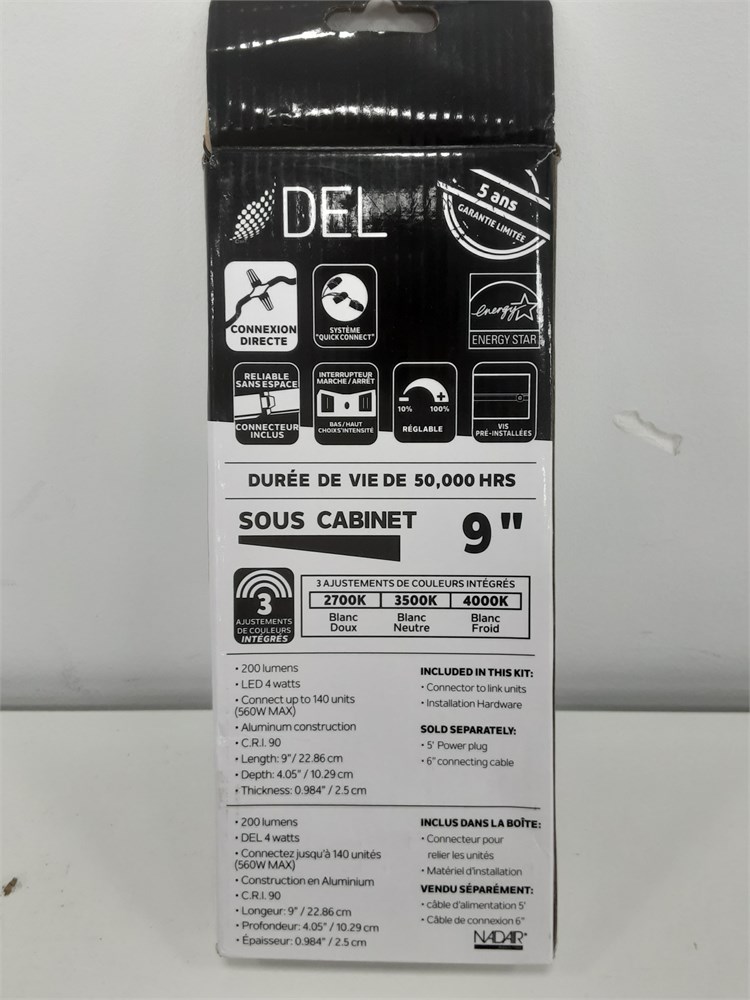 DEL
5 ans
GARANTIE LIMITÉE
CONNEXION
DIRECTE
SYSTÈME
"QUICK CONNECT"
energy
ENERGY STAR
RELIABLE
SANS ESPACE
CONNECTEUR
INCLUS
INTERRUPTEUR
MARCHE / ARRÊT
BAS/HAUT
CHOIX S'INTENSITÉ
10% 100%
RÉGLABLE
VIS
PRÉ-INSTALLÉES
DURÉE DE VIE DE 50,000 HRS
SOUS CABINET 9"
3
AJUSTEMENTS
DE COULEURS
INTÉGRÉS
3 AJUSTEMENTS DE COULEURS INTÉGRÉS
2700K 3500K 4000K
Blanc Blanc Blanc
Doux Neutre Froid
• 200 lumens
• LED 4 watts
• Connect up to 140 units
(560W MAX)
• Aluminum construction
• C.R.I. 90
• Length: 9"/ 22.86 cm
• Depth: 4.05" / 10.29 cm
• Thickness: 0.984" / 2.5 cm
INCLUDED IN THIS KIT:
• Connector to link units
• Installation Hardware
SOLD SEPARATELY:
• 5' Power plug
• 6" connecting cable
• 200 lumens
• DEL 4 watts
• Connectez jusqu'à 140 unités
(560W MAX)
• Construction en Aluminium
• C.R.I. 90
• Longeur: 9" / 22.86 cm
• Profondeur: 4.05" / 10.29 cm
• Épaisseur: 0.984" / 2.5 cm
INCLUS DANS LA BOÎTE:
• Connecteur pour
relier les unités
• Matériel d'installation
VENDU SÉPARÉMENT:
• câble d'alimentation 5'
• Câble de connexion 6"
NADAIR